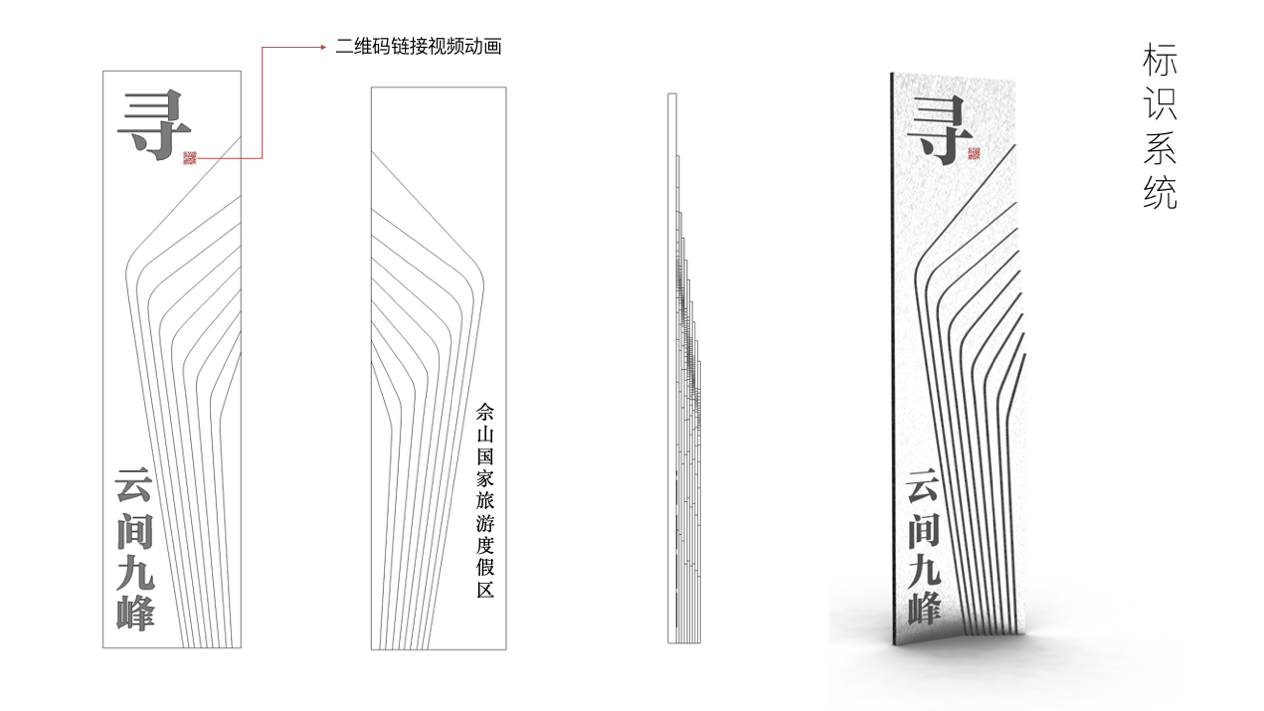 二维码链接视频动画
寻
云间九峰
佘山国家旅游度假区
寻
云间九峰
标识系统